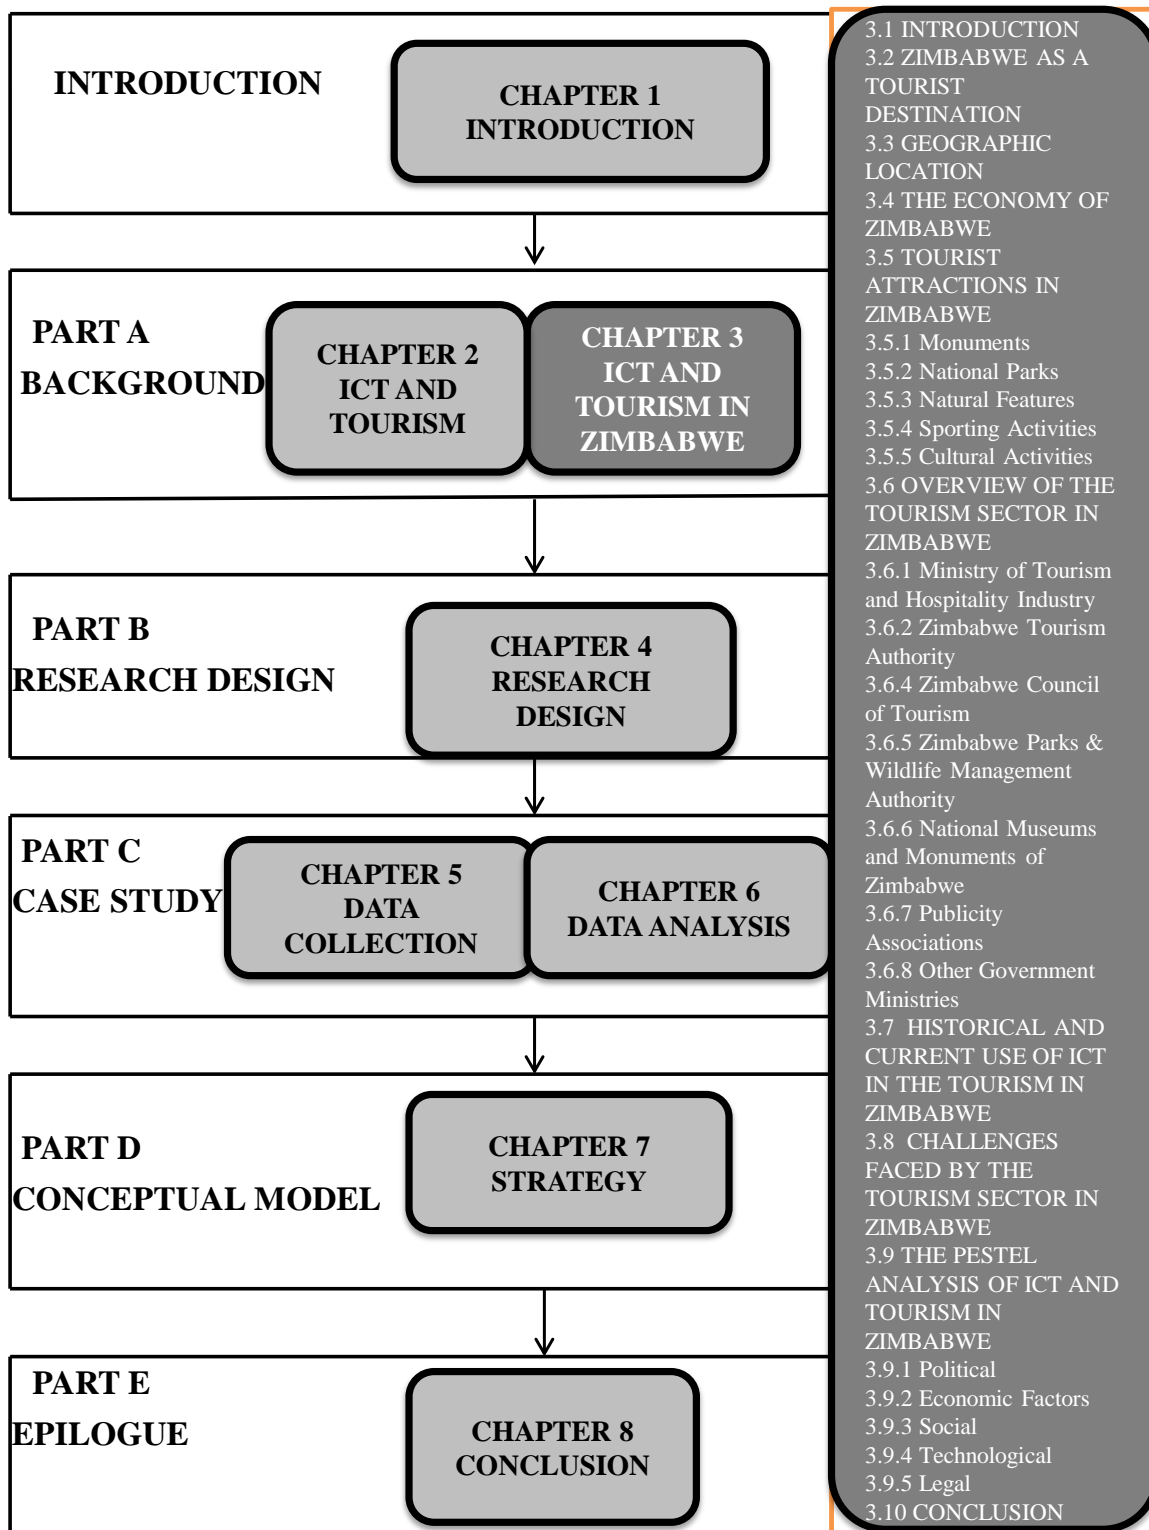 INTRODUCTION
CHAPTER 1
INTRODUCTION
PART A
BACKGROUND
CHAPTER 2
ICT AND
TOURISM
CHAPTER 3
ICT AND
TOURISM IN
ZIMBABWE
PART B
RESEARCH DESIGN
CHAPTER 4
RESEARCH
DESIGN
PART C
CASE STUDY
CHAPTER 5
DATA
COLLECTION
CHAPTER 6
DATA ANALYSIS
PART D
CONCEPTUAL MODEL
CHAPTER 7
STRATEGY
PART E
EPILOGUE
CHAPTER 8
CONCLUSION
3.1 INTRODUCTION
3.2 ZIMBABWE AS A
TOURIST
DESTINATION
3.3 GEOGRAPHIC
LOCATION
3.4 THE ECONOMY OF
ZIMBABWE
3.5 TOURIST
ATTRACTIONS IN
ZIMBABWE
3.5.1 Monuments
3.5.2 National Parks
3.5.3 Natural Features
3.5.4 Sporting Activities
3.5.5 Cultural Activities
3.6 OVERVIEW OF THE
TOURISM SECTOR IN
ZIMBABWE
3.6.1 Ministry of Tourism
and Hospitality Industry
3.6.2 Zimbabwe Tourism
Authority
3.6.4 Zimbabwe Council
of Tourism
3.6.5 Zimbabwe Parks &
Wildlife Management
Authority
3.6.6 National Museums
and Monuments of
Zimbabwe
3.6.7 Publicity
Associations
3.6.8 Other Government
Ministries
3.7 HISTORICAL AND
CURRENT USE OF ICT
IN THE TOURISM IN
ZIMBABWE
3.8 CHALLENGES
FACED BY THE
TOURISM SECTOR IN
ZIMBABWE
3.9 THE PESTEL
ANALYSIS OF ICT AND
TOURISM IN
ZIMBABWE
3.9.1 Political
3.9.2 Economic Factors
3.9.3 Social
3.9.4 Technological
3.9.5 Legal
3.10 CONCLUSION